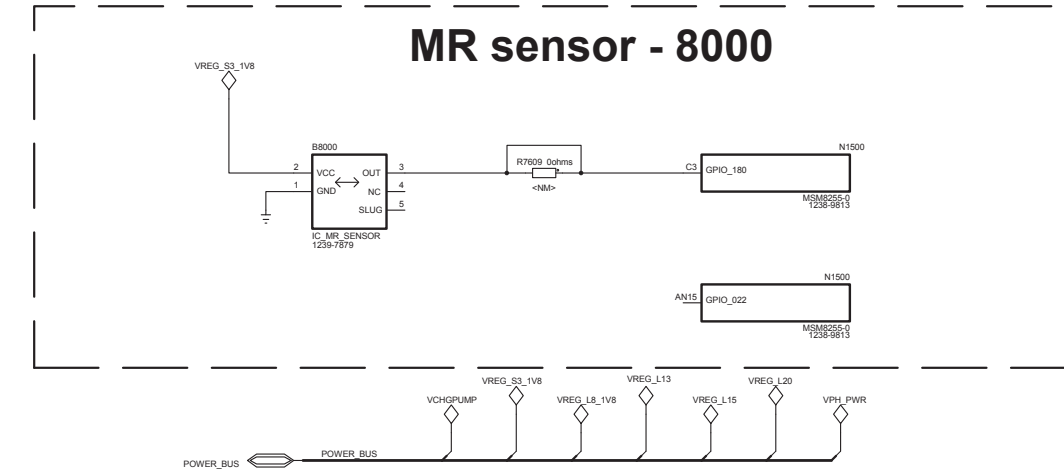 MR sensor - 8000
VREG_S3_1V8
B8000
2 VCC OUT 3
1 GND NC 4
SLUG 5
IC_MR_SENSOR
1239-7879
R7609 0ohms
<NM>
N1500
C3 GPIO_180
MSM8255-0
1238-9813
N1500
AN15 GPIO_022
MSM8255-0
1238-9813
VREG_S3_1V8 VREG_L13 VREG_L20
VCHGPUMP VREG_L8_1V8 VREG_L15 VPH_PWR
POWER_BUS POWER_BUS